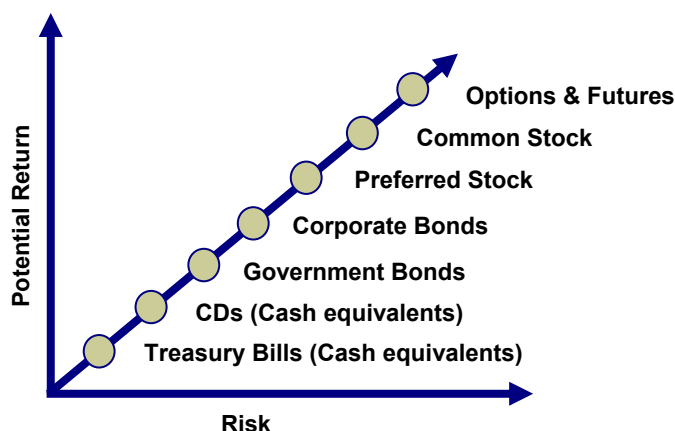 Potential Return
Options & Futures
Common Stock
Preferred Stock
Corporate Bonds
Government Bonds
CDs (Cash equivalents)
Treasury Bills (Cash equivalents)
Risk